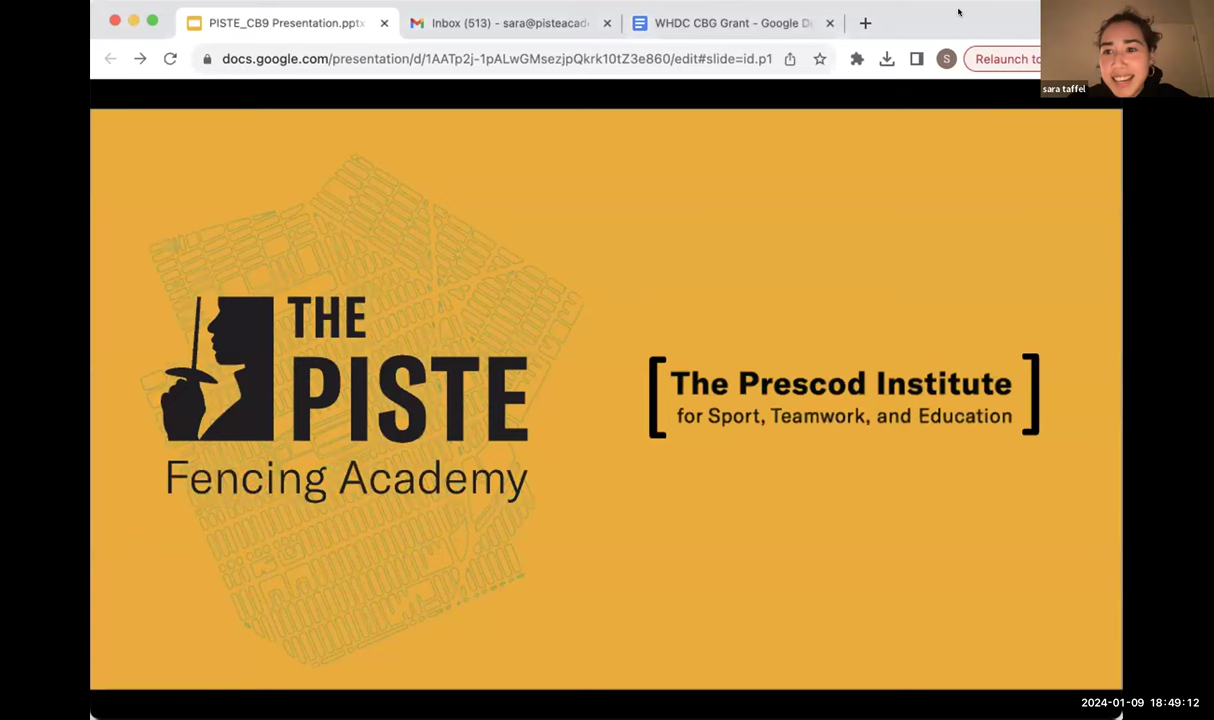 PISTE_CB9 Presentation.pptx
Inbox (513) - sara@pisteacad
WHDC CBG Grant - Google D
docs.google.com/presentation/d/1AATp2j-1pALwGMsezjpQkrk10tZ3e860/edit#slide=id.p1
S
Relaunch to
sara taffel
THE
PISTE
Fencing Academy
[The Prescod Institute
for Sport, Teamwork, and Education]
2024-01-09 18:49:12